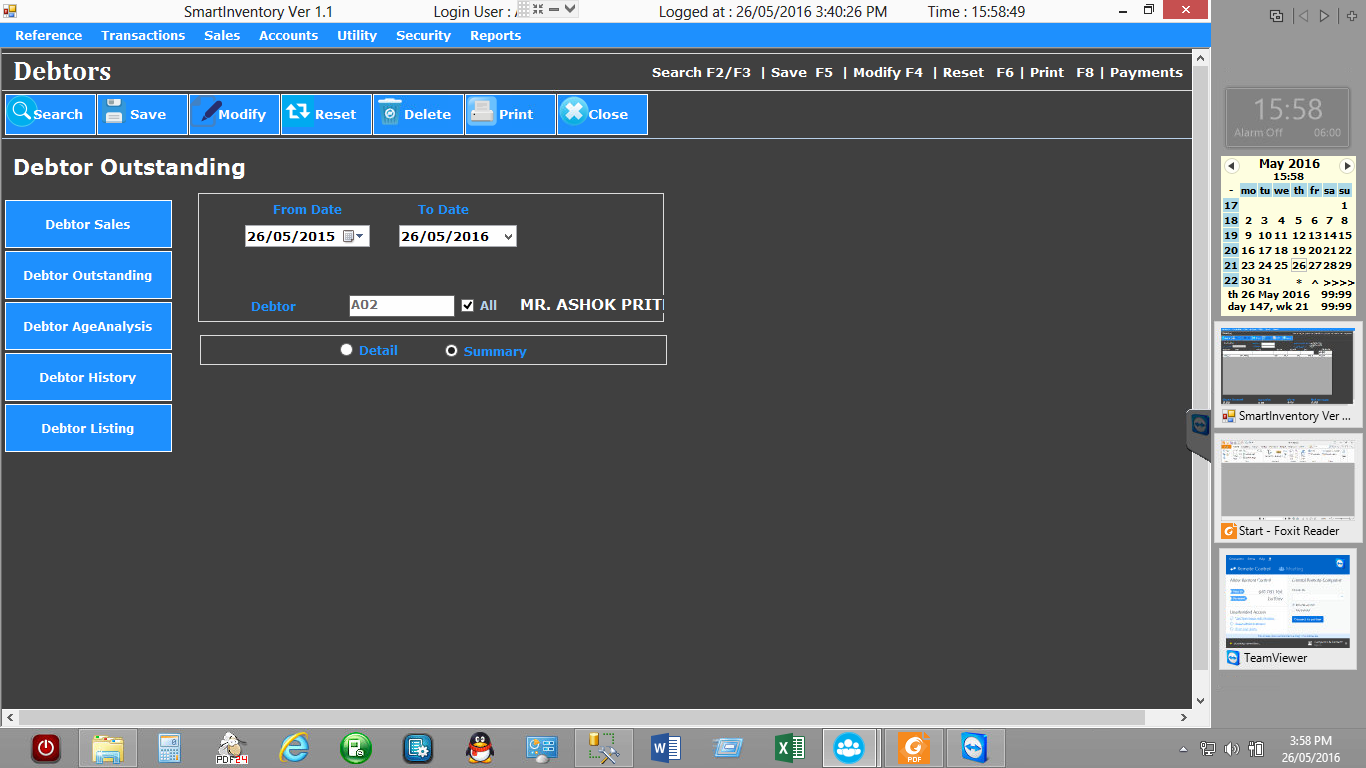 SmartInventory Ver 1.1 Login User : Logged at : 26/05/2016 3:40:26 PM Time : 15:58:49
Reference Transactions Sales Accounts Utility Security Reports
Debtors
Search F2/F3 | Save F5 | Modify F4 | Reset F6 | Print F8 | Payments
Search Save Modify Reset Delete Print Close
Debtor Outstanding
Debtor Sales
Debtor Outstanding
Debtor AgeAnalysis
Debtor History
Debtor Listing
From Date To Date
26/05/2015 26/05/2016
Debtor A02 All MR. ASHOK PRIT
Detail Summary
15:58
Alarm Off 06:00
May 2016
15:58
- mo tu we th fr sa su
17 1
18 2 3 4 5 6 7 8
19 9 10 11 12 13 14 15
20 16 17 18 19 20 21 22
21 23 24 25 26 27 28 29
22 30 31 * ^ >>>>
th 26 May 2016 99:99
day 147, wk 21 99:99
SmartInventory Ver ...
Start - Foxit Reader
TeamViewer
PDF24
PDF
3:58 PM
26/05/2016